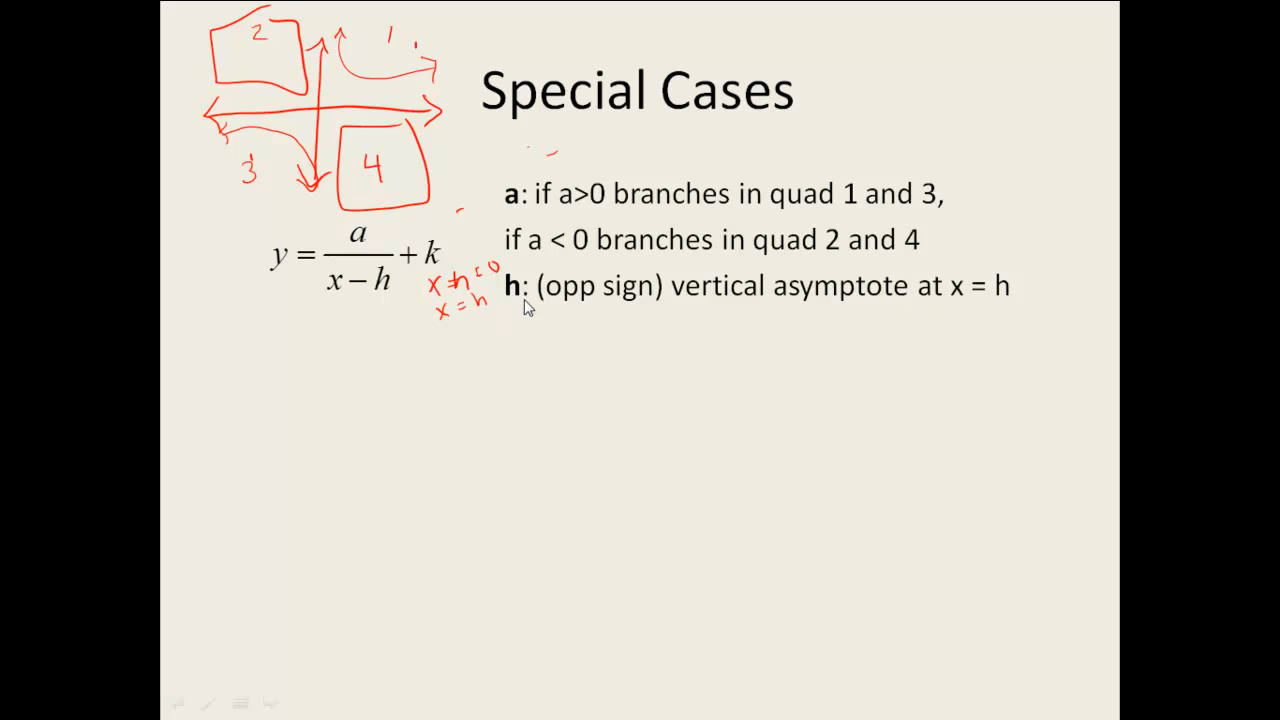 2 1
Special Cases
3 4
a: if a>0 branches in quad 1 and 3,
if a < 0 branches in quad 2 and 4
y = a / (x − h) + k
x-h=0
x=h
h: (opp sign) vertical asymptote at x = h